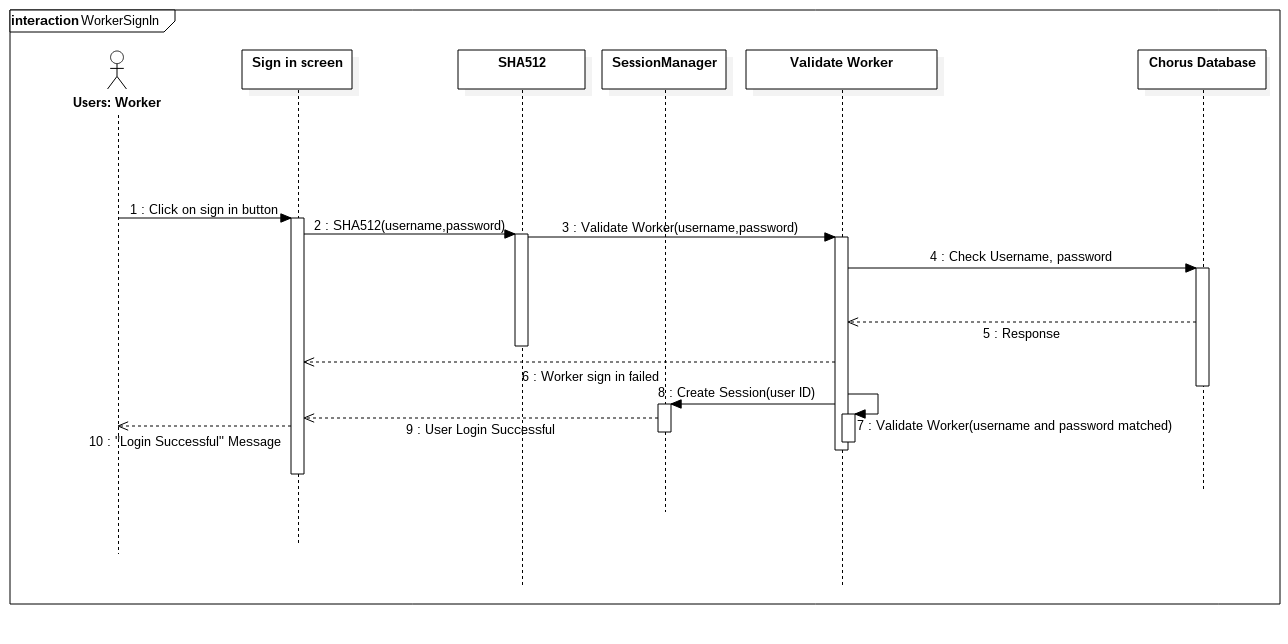 interaction WorkerSignIn
Users: Worker
Sign in screen
SHA512
SessionManager
Validate Worker
Chorus Database
1 : Click on sign in button
2 : SHA512(username,password)
3 : Validate Worker(username,password)
4 : Check Username, password
5 : Response
6 : Worker sign in failed
8 : Create Session(user ID)
7 : Validate Worker(username and password matched)
9 : User Login Successful
10 : "Login Successful" Message